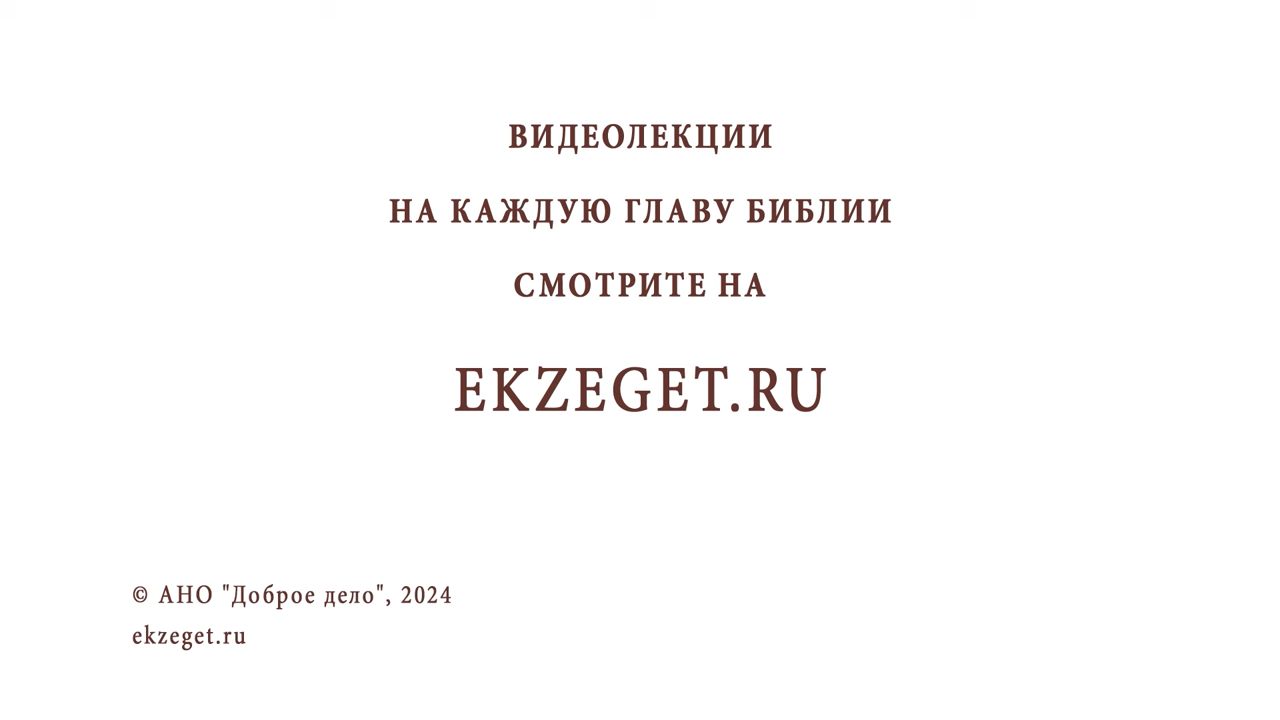 ВИДЕОЛЕКЦИИ
НА КАЖДУЮ ГЛАВУ БИБЛИИ
СМОТРИТЕ НА
EKZEGET.RU
© АНО "Доброе дело", 2024
ekzeget.ru